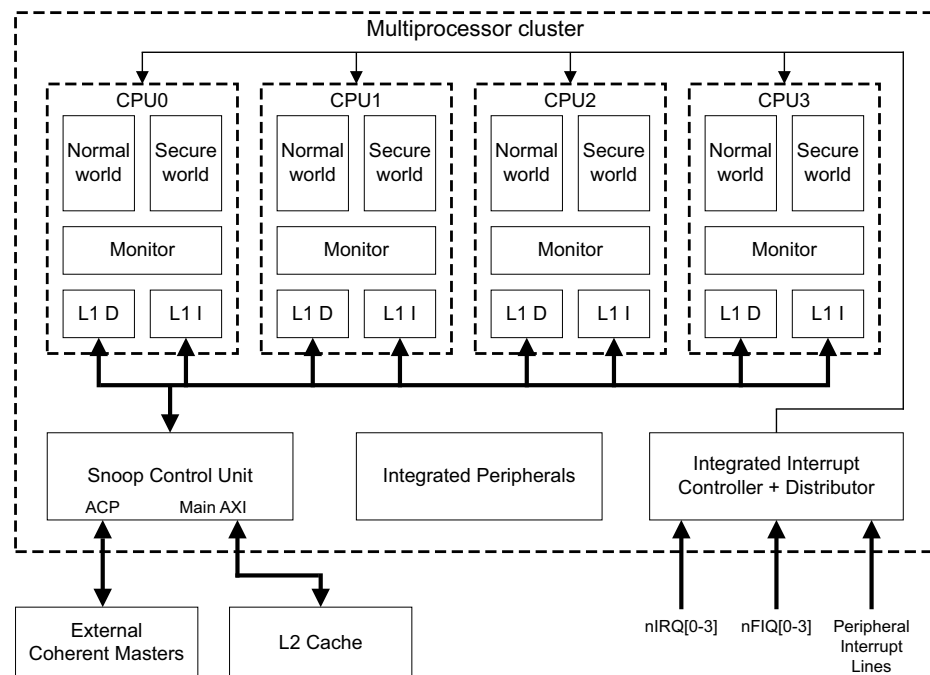 Multiprocessor cluster
CPU0
CPU1
CPU2
CPU3
Normal world
Secure world
Normal world
Secure world
Normal world
Secure world
Normal world
Secure world
Monitor
Monitor
Monitor
Monitor
L1 D
L1 I
L1 D
L1 I
L1 D
L1 I
L1 D
L1 I
Snoop Control Unit
ACP
Main AXI
Integrated Peripherals
Integrated Interrupt
Controller + Distributor
External
Coherent Masters
L2 Cache
nIRQ[0-3]
nFIQ[0-3]
Peripheral
Interrupt
Lines